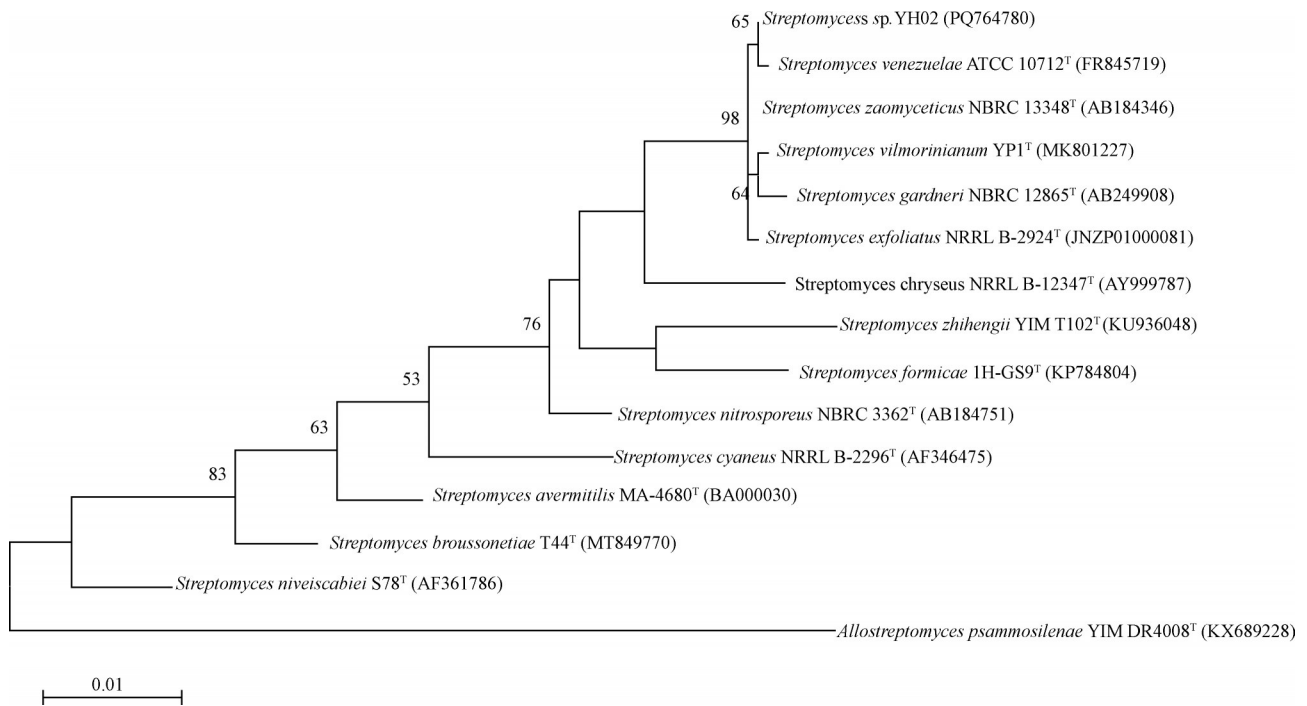 65
Streptomycess sp. YH02 (PQ764780)
Streptomyces venezuelae ATCC 10712ᵀ (FR845719)
Streptomyces zaomyceticus NBRC 13348ᵀ (AB184346)
98
Streptomyces vilmorinianum YP1ᵀ (MK801227)
64
Streptomyces gardneri NBRC 12865ᵀ (AB249908)
Streptomyces exfoliatus NRRL B-2924ᵀ (JNZP01000081)
Streptomyces chryseus NRRL B-12347ᵀ (AY999787)
76
Streptomyces zhihengii YIM T102ᵀ (KU936048)
Streptomyces formicae 1H-GS9ᵀ (KP784804)
53
Streptomyces nitrosporeus NBRC 3362ᵀ (AB184751)
63
Streptomyces cyaneus NRRL B-2296ᵀ (AF346475)
83
Streptomyces avermitilis MA-4680ᵀ (BA000030)
Streptomyces broussonetiae T44ᵀ (MT849770)
Streptomyces niveiscabiei S78ᵀ (AF361786)
Allostreptomyces psammosilenae YIM DR4008ᵀ (KX689228)
0.01